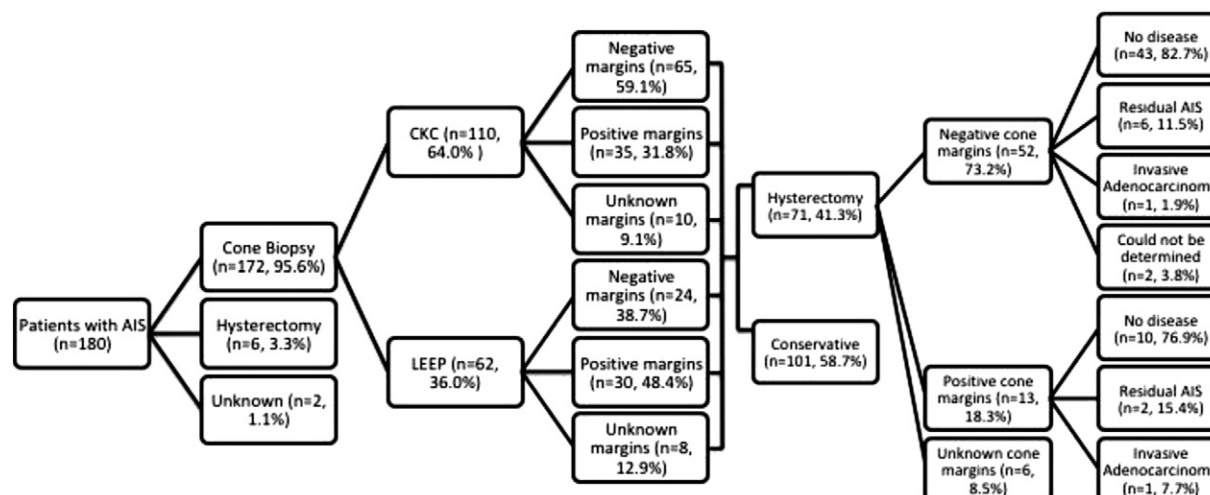 Patients with AIS
(n=180)
Cone Biopsy
(n=172, 95.6%)
Hysterectomy
(n=6, 3.3%)
Unknown (n=2,
1.1%)
CKC (n=110,
64.0% )
LEEP (n=62,
36.0%)
Negative
margins (n=65,
59.1%)
Positive margins
(n=35, 31.8%)
Unknown
margins (n=10,
9.1%)
Negative
margins (n=24,
38.7%)
Positive margins
(n=30, 48.4%)
Unknown
margins (n=8,
12.9%)
Hysterectomy
(n=71, 41.3%)
Conservative
(n=101, 58.7%)
Negative cone
margins (n=52,
73.2%)
Positive cone
margins (n=13,
18.3%)
Unknown cone
margins (n=6,
8.5%)
No disease
(n=43, 82.7%)
Residual AIS
(n=6, 11.5%)
Invasive
Adenocarcinom
(n=1, 1.9%)
Could not be
determined
(n=2, 3.8%)
No disease
(n=10, 76.9%)
Residual AIS
(n=2, 15.4%)
Invasive
Adenocarcinom
(n=1, 7.7%)